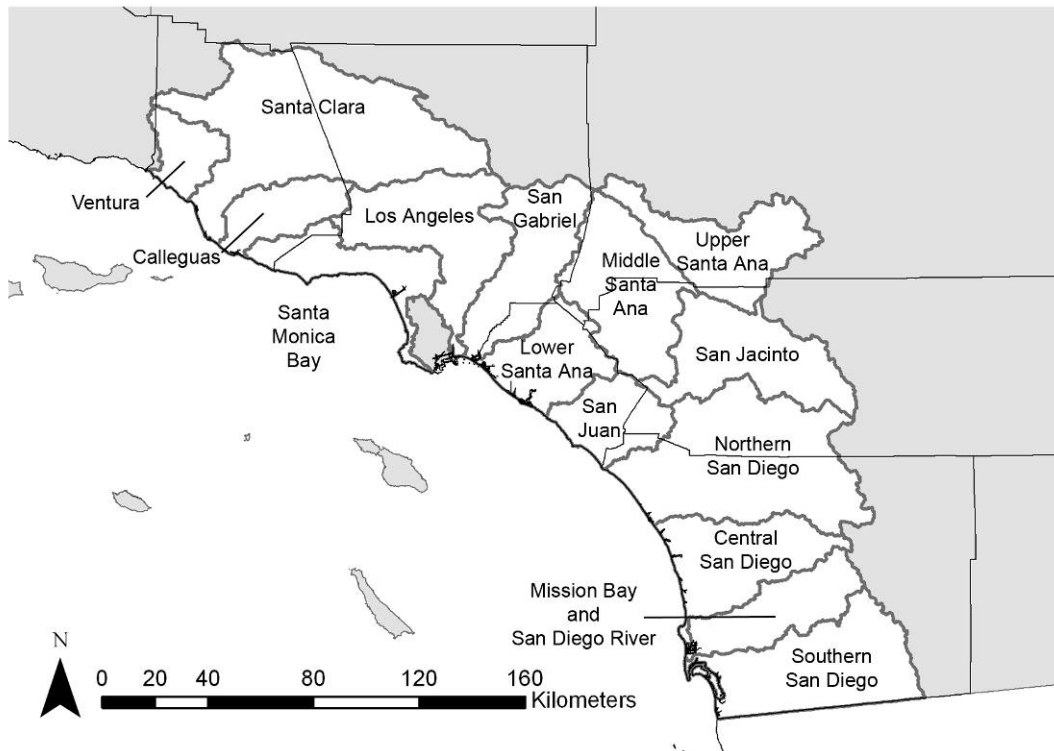 Santa Clara
Ventura
Calleguas
Los Angeles
San
Gabriel
Upper
Santa Ana
Middle
Santa
Ana
Santa
Monica
Bay
Lower
Santa Ana
San Jacinto
San
Juan
Northern
San Diego
Central
San Diego
Mission Bay
and
San Diego River
Southern
San Diego
N
0 20 40 80 120 160
Kilometers